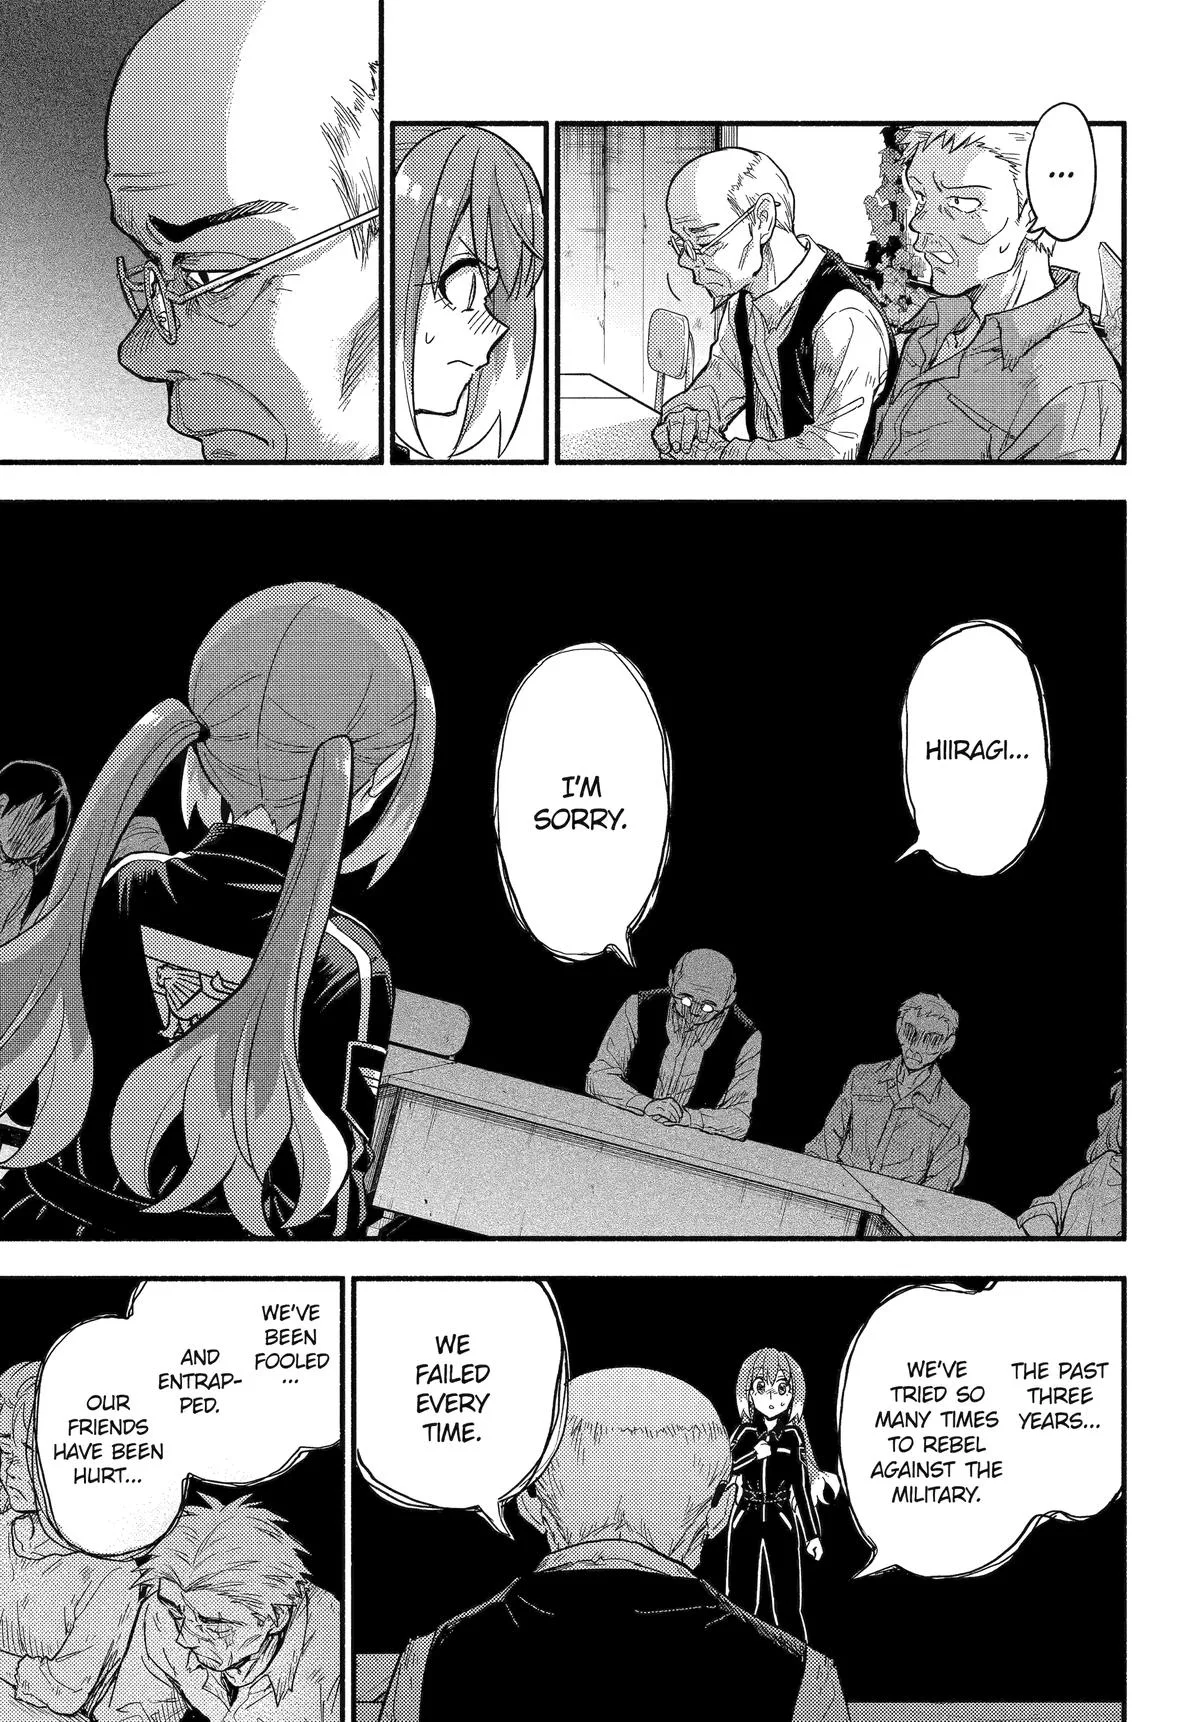 ...
HIIRAGI...
I'M
SORRY.
THE PAST
THREE
YEARS...
WE'VE
TRIED SO
MANY TIMES
TO REBEL
AGAINST THE
MILITARY.
WE
FAILED
EVERY
TIME.
WE'VE
BEEN
FOOLED
...
AND
ENTRAP-
PED.
OUR
FRIENDS
HAVE BEEN
HURT...